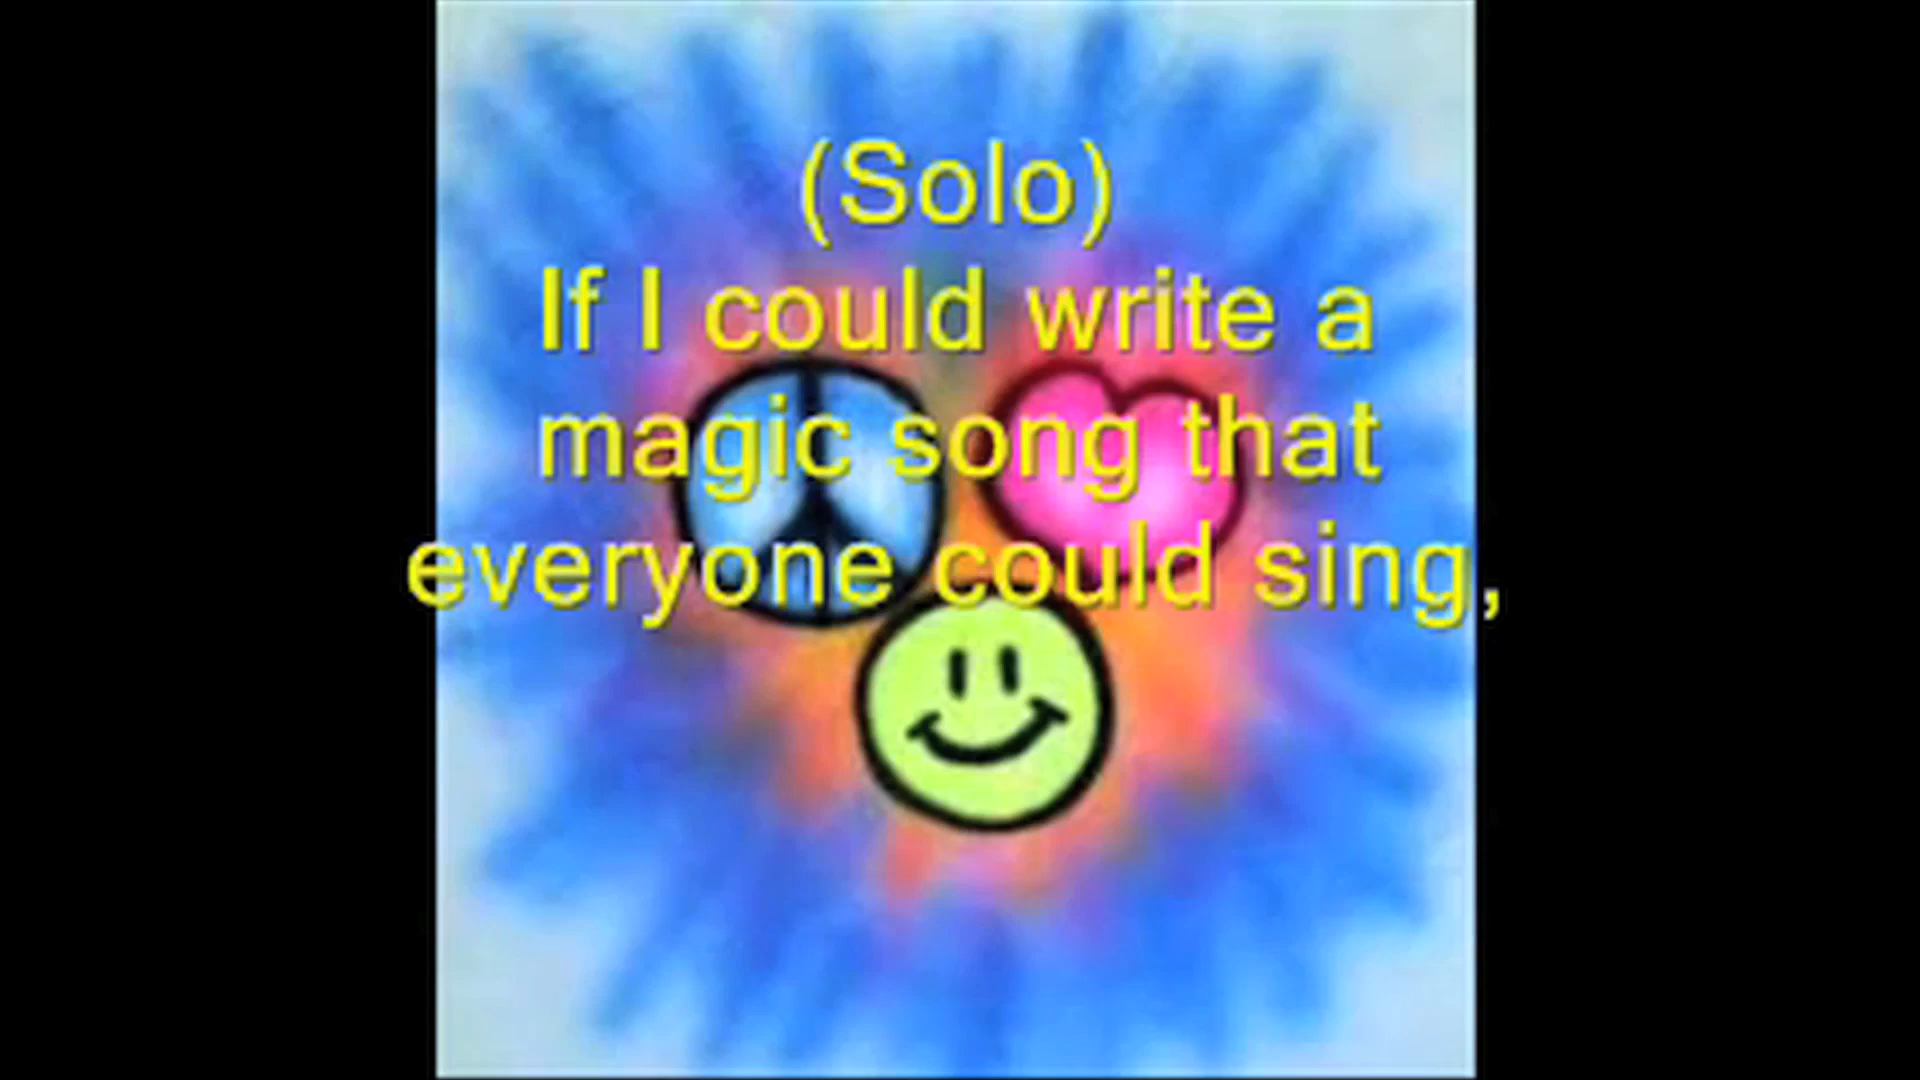 (Solo)
If I could write a
magic song that
everyone could sing,